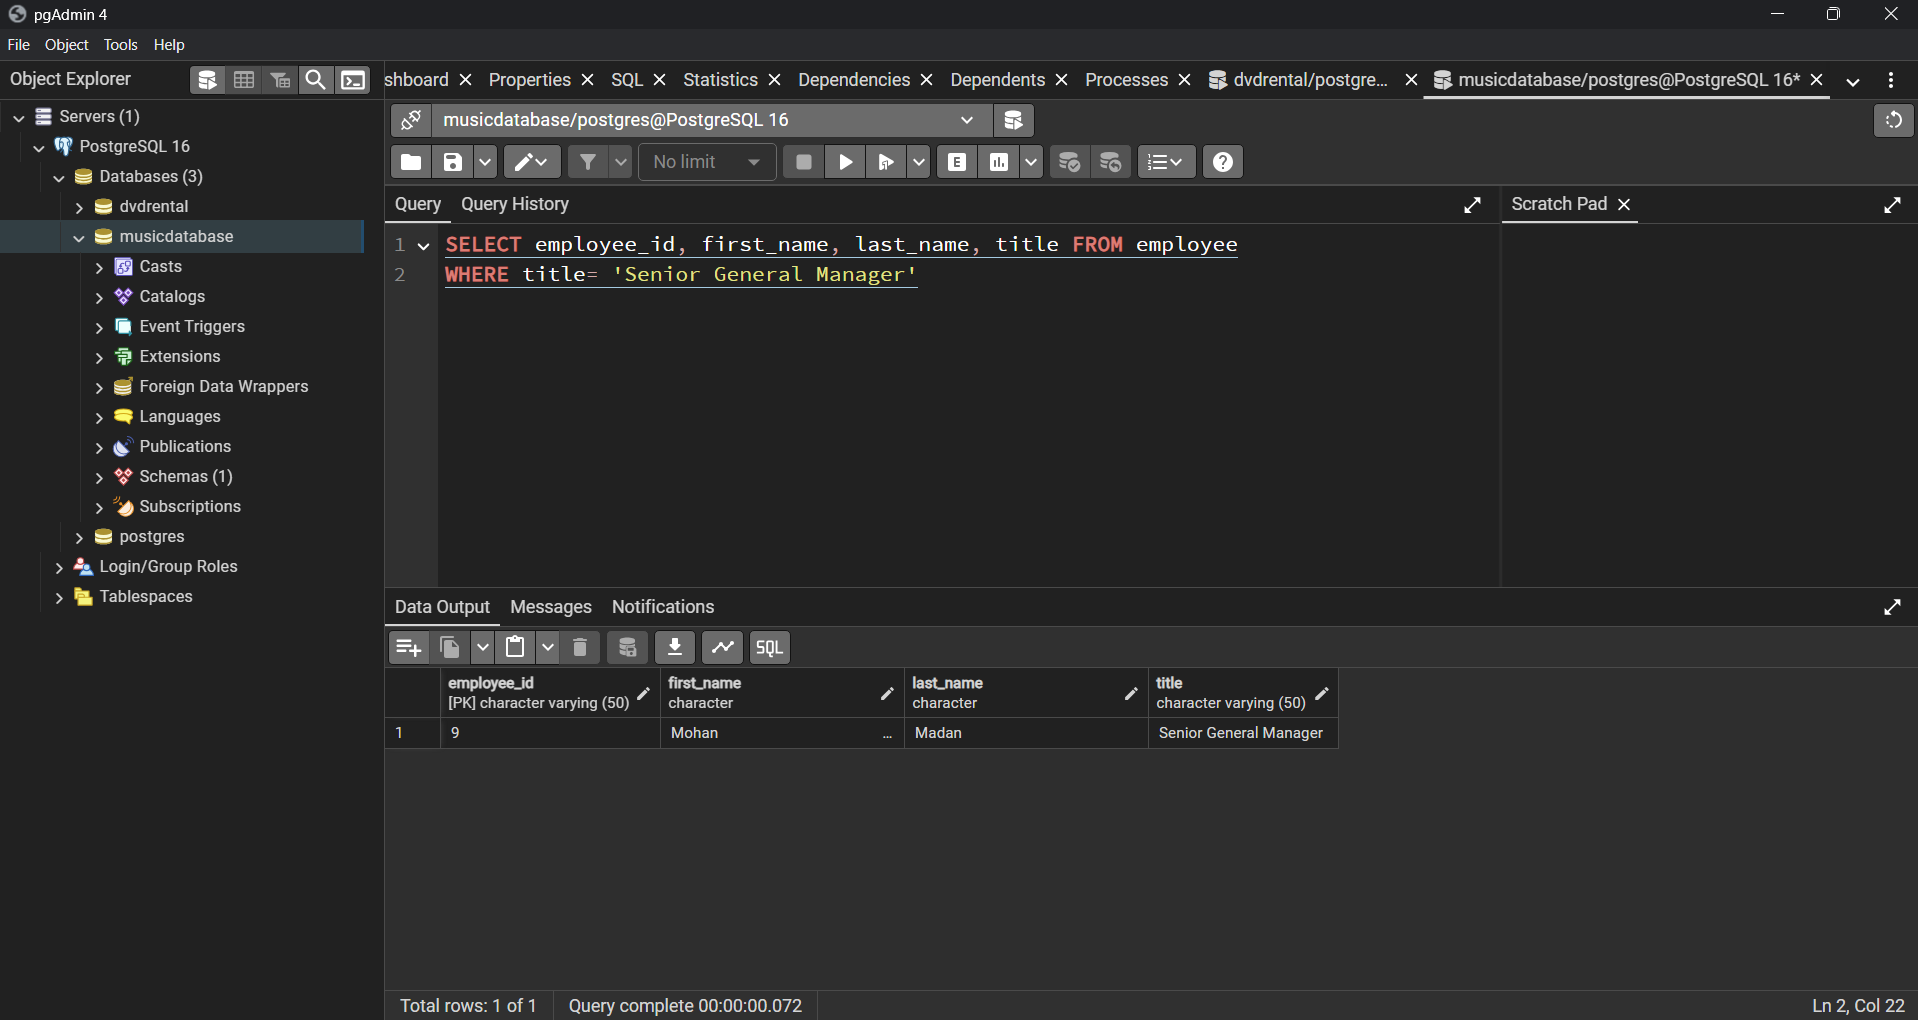 pgAdmin 4
File Object Tools Help
Object Explorer
shboard Properties SQL Statistics Dependencies Dependents Processes dvdrental/postgre... musicdatabase/postgres@PostgreSQL 16*
Servers (1)
PostgreSQL 16
Databases (3)
dvdrental
musicdatabase
Casts
Catalogs
Event Triggers
Extensions
Foreign Data Wrappers
Languages
Publications
Schemas (1)
Subscriptions
postgres
Login/Group Roles
Tablespaces
musicdatabase/postgres@PostgreSQL 16
No limit E
Query Query History Scratch Pad
1 SELECT employee_id, first_name, last_name, title FROM employee
2 WHERE title= 'Senior General Manager'
Data Output Messages Notifications
SQL
employee_id first_name last_name title
[PK] character varying (50) character character character varying (50)
1 9 Mohan ... Madan Senior General Manager
Total rows: 1 of 1 Query complete 00:00:00.072 Ln 2, Col 22